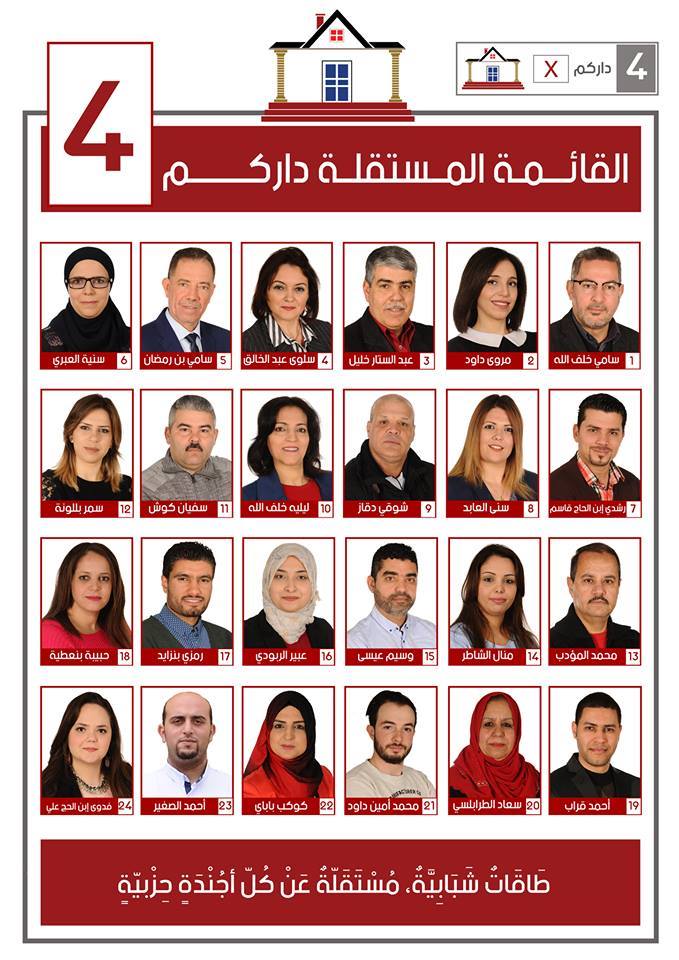 4 داركم X
4
القائمة المستقلة داركم
1 سامي خلف الله
2 مروى داود
3 عبد الستار خليل
4 سلوى عبد الخالق
5 سامي بن رمضان
6 سنية العبري
7 رشدي إبن الحاج قاسم
8 سنى العابد
9 شوقي دقاز
10 ليليه خلف الله
11 سفيان كوش
12 سمر بللونة
13 محمد المؤدب
14 منال الشاطر
15 وسيم عيسى
16 عبير الربودي
17 رمزي بنزايد
18 حبيبة بنعطية
19 أحمد قراب
20 سعاد الطرابلسي
21 محمد أمين داود
22 كوكب باباي
23 أحمد الصغير
24 فدوى إبن الحج علي
طَاقَاتٌ شَبَابِيَّةٌ، مُسْتَقَلّةٌ عَنْ كُلّ أجُنْدَةٍ حِزْبيّةٍ